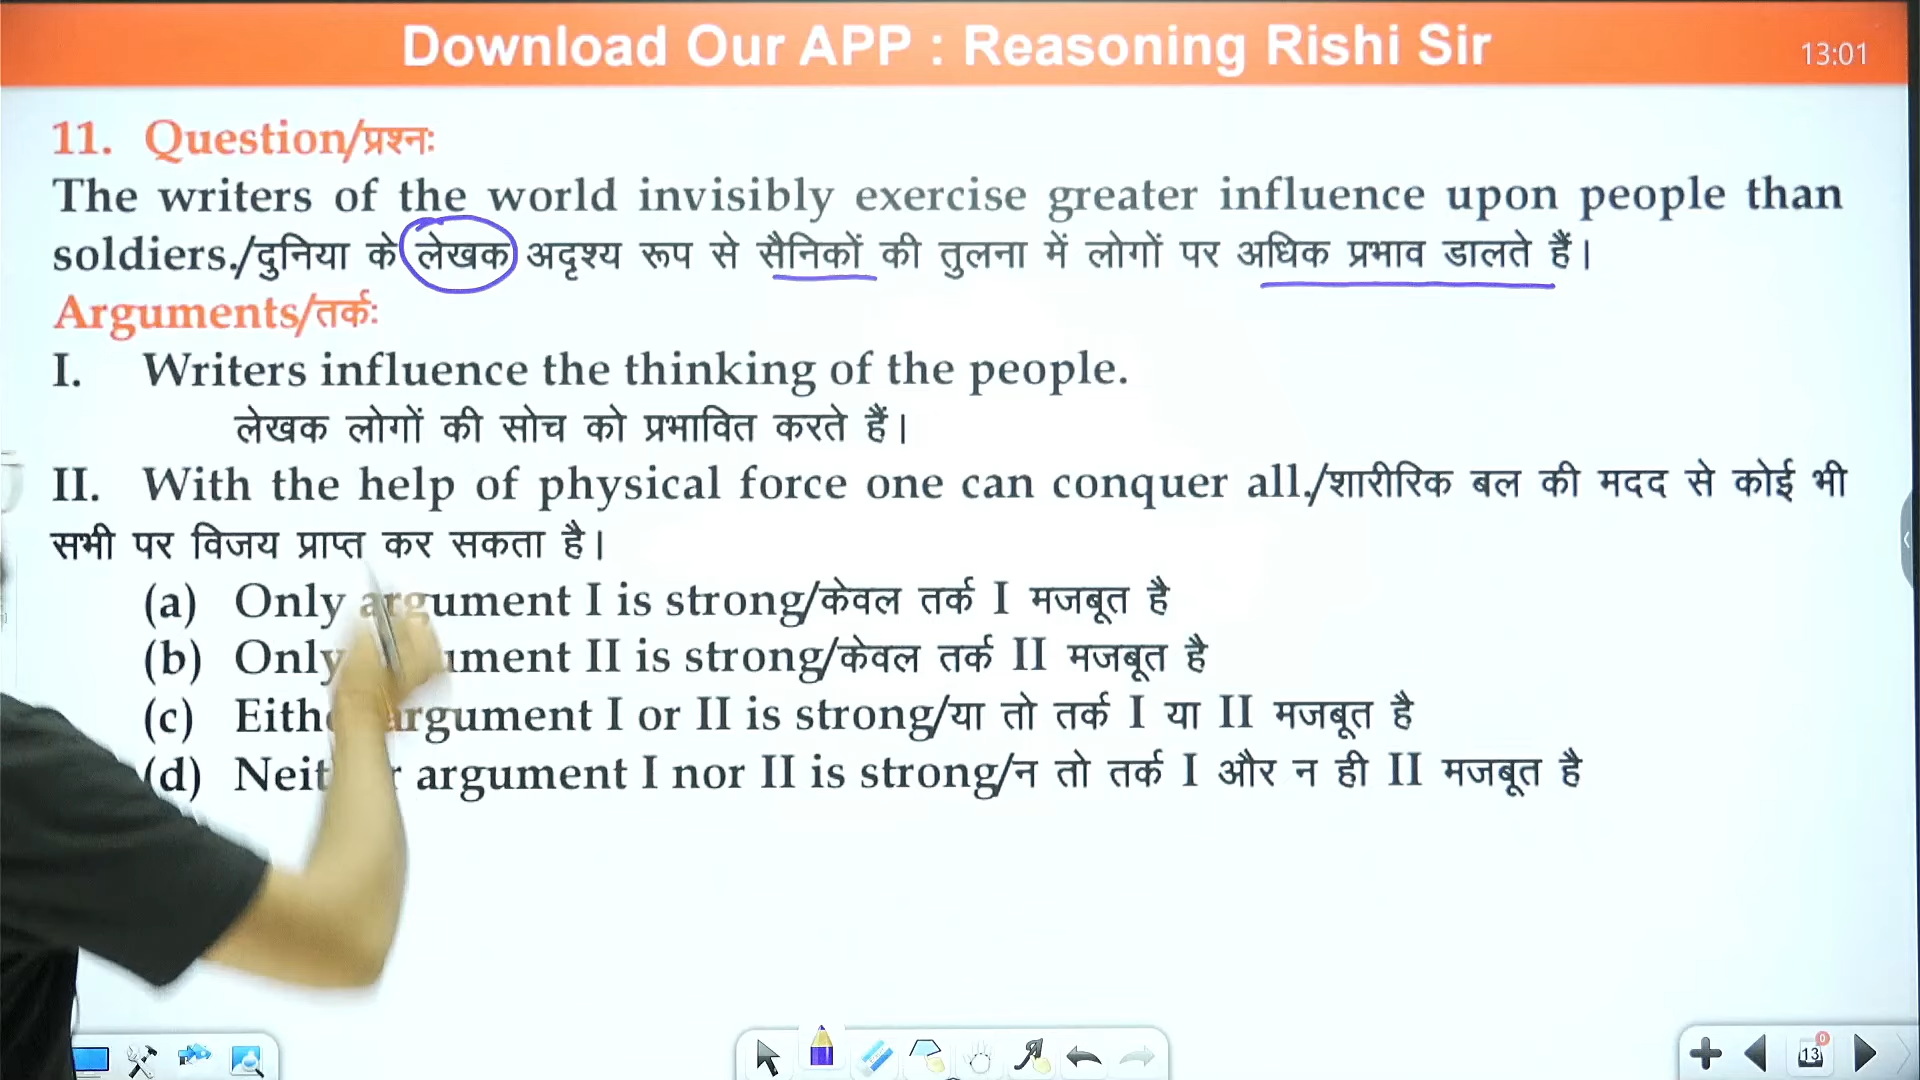 Download Our APP : Reasoning Rishi Sir
13:01
11. Question/प्रश्नः
The writers of the world invisibly exercise greater influence upon people than
soldiers./दुनिया के लेखक अदृश्य रूप से सैनिकों की तुलना में लोगों पर अधिक प्रभाव डालते हैं।
Arguments/तर्कः
I. Writers influence the thinking of the people.
लेखक लोगों की सोच को प्रभावित करते हैं।
II. With the help of physical force one can conquer all./शारीरिक बल की मदद से कोई भी
सभी पर विजय प्राप्त कर सकता है।
(a) Only argument I is strong/केवल तर्क I मजबूत है
(b) Only ument II is strong/केवल तर्क II मजबूत है
(c) Eith argument I or II is strong/या तो तर्क I या II मजबूत है
(d) Neit r argument I nor II is strong/न तो तर्क I और न ही II मजबूत है
13